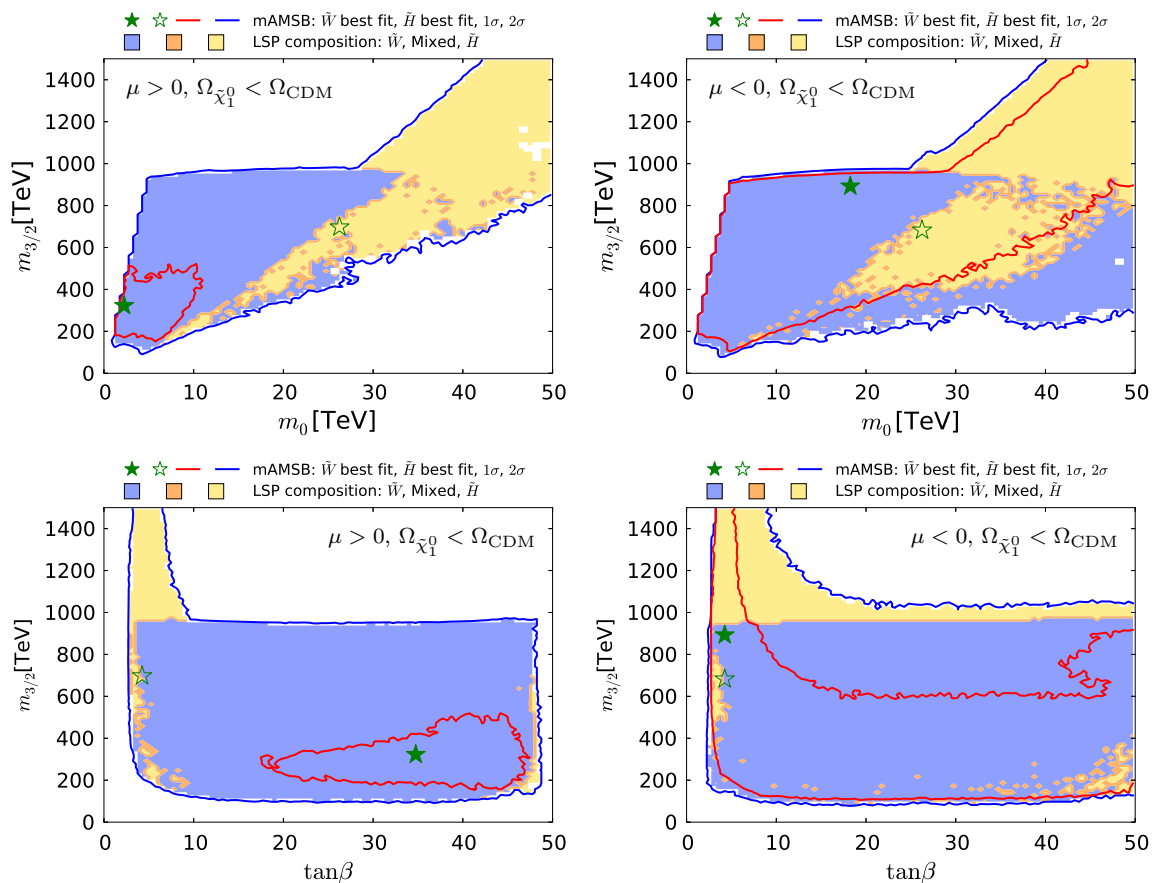 mAMSB: W̃ best fit, H̃ best fit, 1σ, 2σ
LSP composition: W̃, Mixed, H̃
μ > 0, Ω_χ̃⁰₁ < Ω_CDM
m_3/2[TeV]
1400
1200
1000
800
600
400
200
0
0 10 20 30 40 50
m_0[TeV]
mAMSB: W̃ best fit, H̃ best fit, 1σ, 2σ
LSP composition: W̃, Mixed, H̃
μ < 0, Ω_χ̃⁰₁ < Ω_CDM
m_3/2[TeV]
1400
1200
1000
800
600
400
200
0
0 10 20 30 40 50
m_0[TeV]
mAMSB: W̃ best fit, H̃ best fit, 1σ, 2σ
LSP composition: W̃, Mixed, H̃
μ > 0, Ω_χ̃⁰₁ < Ω_CDM
m_3/2[TeV]
1400
1200
1000
800
600
400
200
0
0 10 20 30 40 50
tanβ
mAMSB: W̃ best fit, H̃ best fit, 1σ, 2σ
LSP composition: W̃, Mixed, H̃
μ < 0, Ω_χ̃⁰₁ < Ω_CDM
m_3/2[TeV]
1400
1200
1000
800
600
400
200
0
0 10 20 30 40 50
tanβ